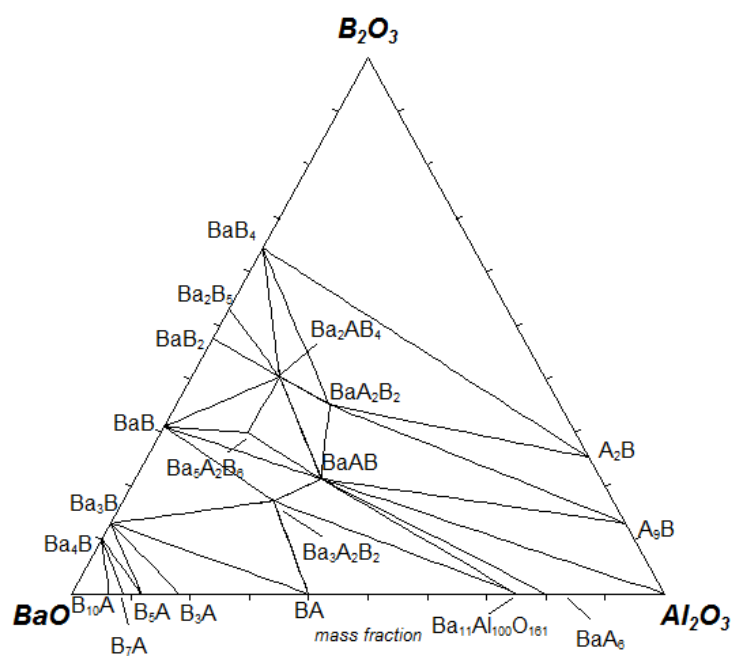 B₂O₃
BaB₄
Ba₂B₅
Ba₂AB₄
BaB₂
BaA₂B₂
BaB
A₂B
BaAB
Ba₅A₂B₆
Ba₃B
A₉B
Ba₄B
Ba₃A₂B₂
BaO
B₁₀A
B₅A
B₃A
BA
Al₂O₃
B₇A
mass fraction
Ba₁₁Al₁₀₀O₁₆₁
BaA₆